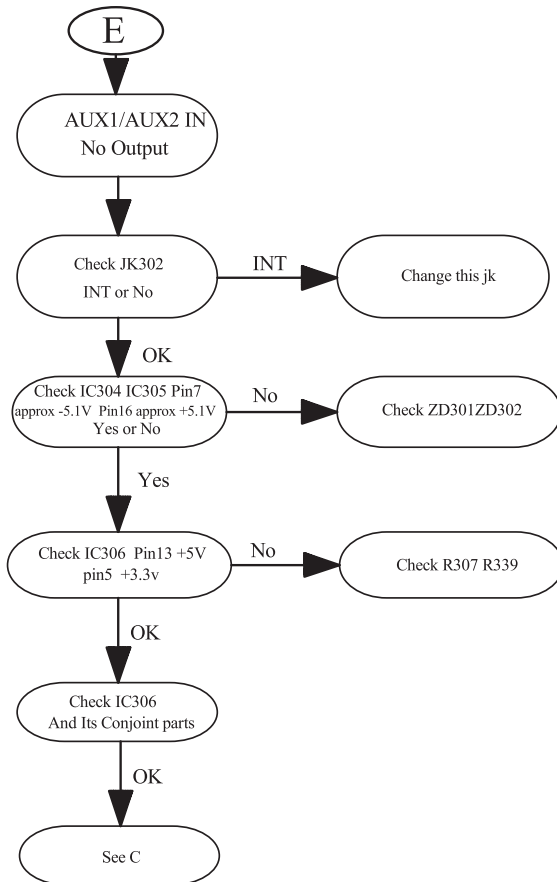 E
AUX1/AUX2 IN
No Output
Check JK302
INT or No
INT
Change this jk
OK
Check IC304 IC305 Pin7
approx -5.1V Pin16 approx +5.1V
Yes or No
No
Check ZD301ZD302
Yes
Check IC306 Pin13 +5V
pin5 +3.3v
No
Check R307 R339
OK
Check IC306
And Its Conjoint parts
OK
See C